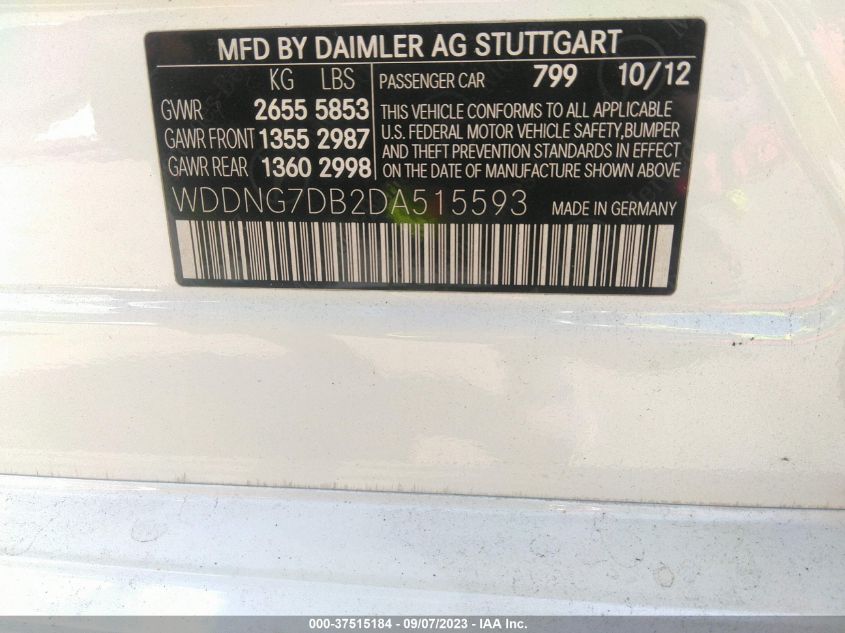 MFD BY DAIMLER AG STUTTGART
KG LBS
GVWR 2655 5853
GAWR FRONT 1355 2987
GAWR REAR 1360 2998
PASSENGER CAR 799 10/12
THIS VEHICLE CONFORMS TO ALL APPLICABLE
U.S. FEDERAL MOTOR VEHICLE SAFETY,BUMPER
AND THEFT PREVENTION STANDARDS IN EFFECT
ON THE DATE OF MANUFACTURE SHOWN ABOVE
WDDNG7DB2DA515593 MADE IN GERMANY
000-37515184 - 09/07/2023 - IAA Inc.